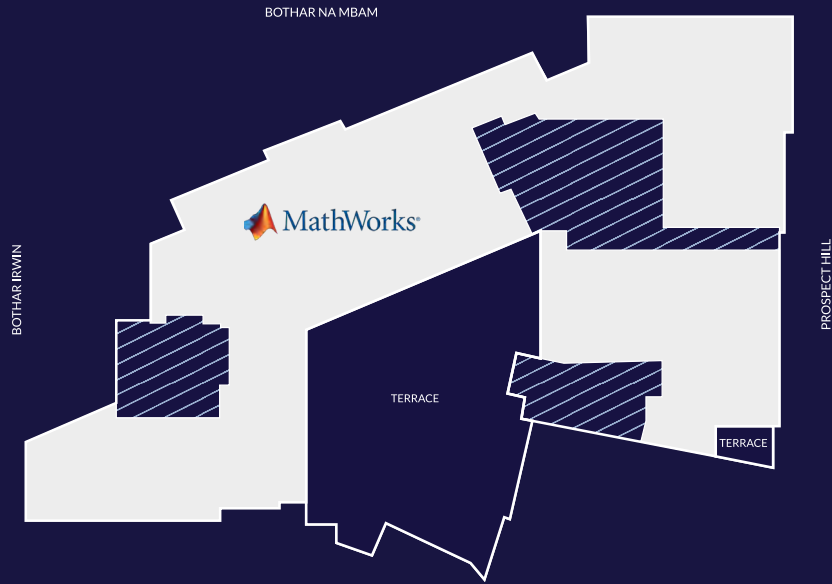 BOTHAR NA MBAM
MathWorks®
BOTHAR IRWIN
PROSPECT HILL
TERRACE
TERRACE